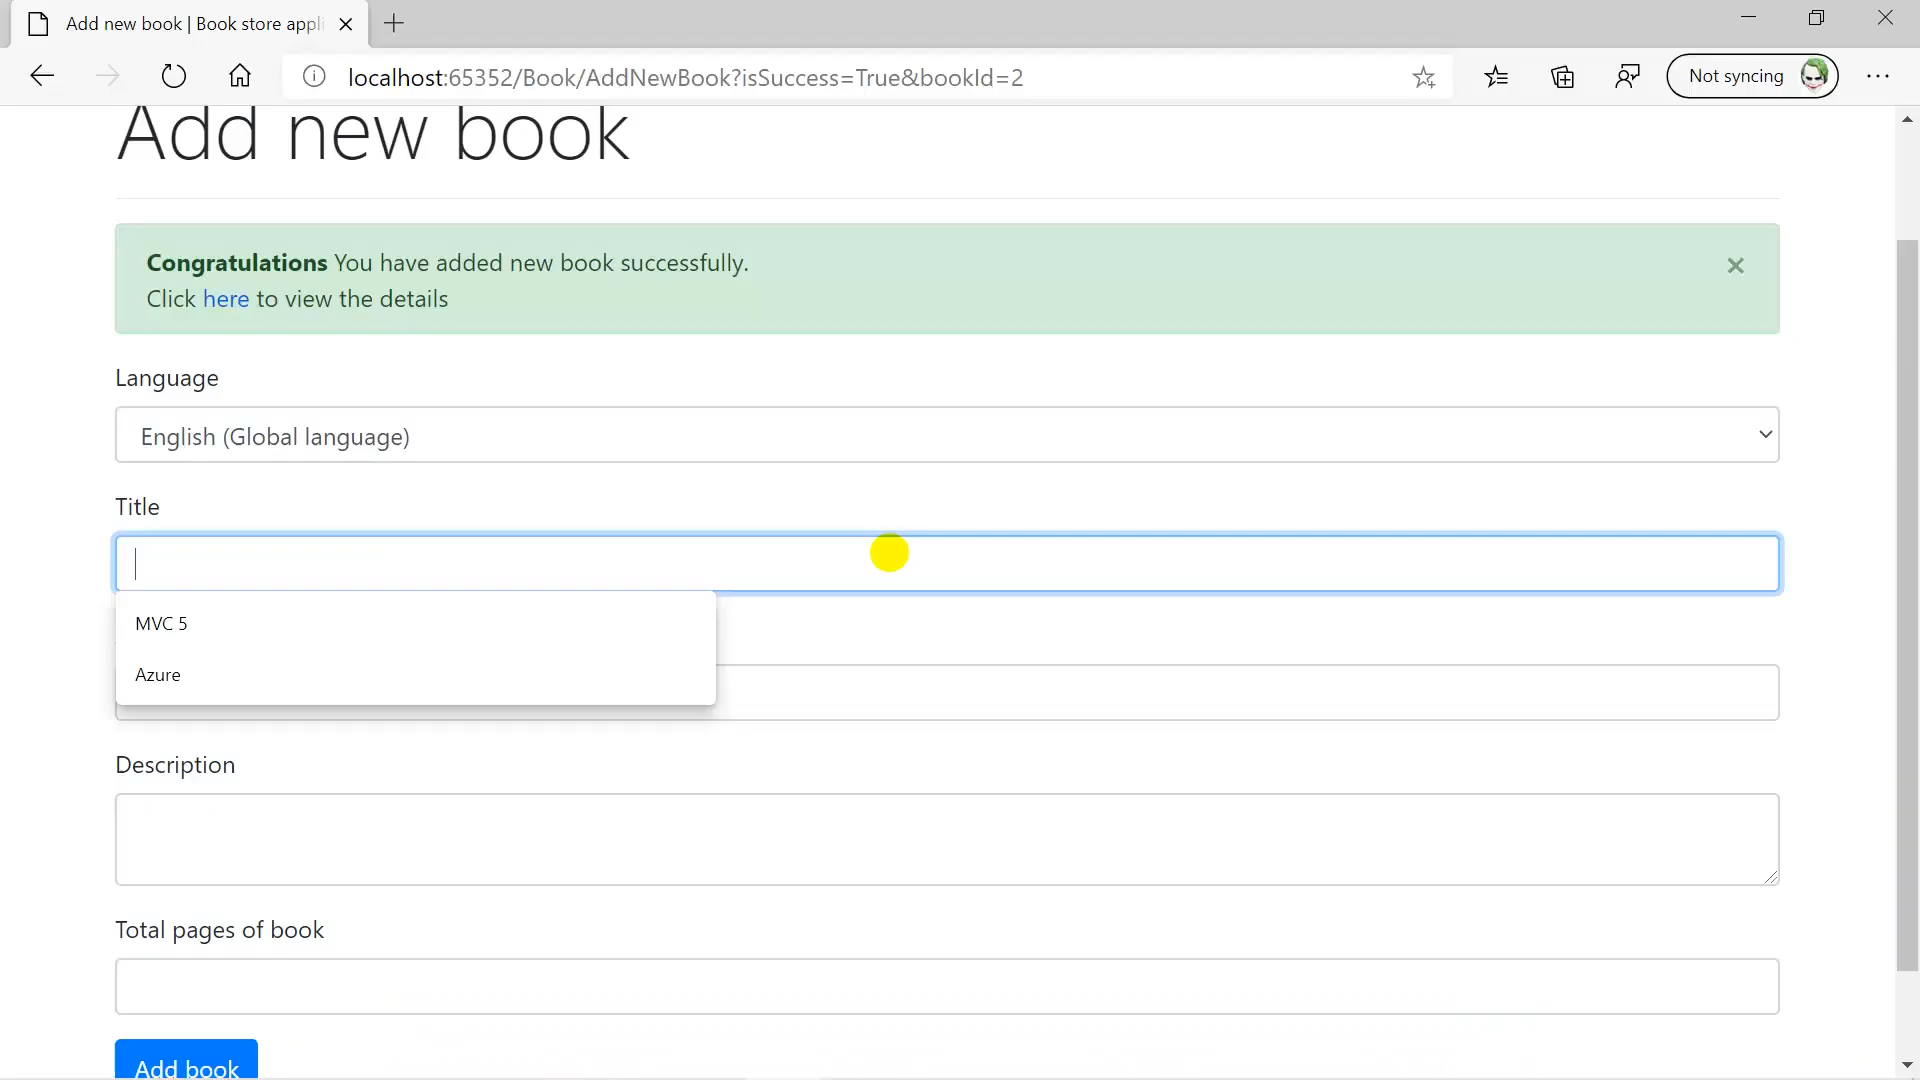 Add new book | Book store appli
Not syncing
localhost:65352/Book/AddNewBook?isSuccess=True&bookId=2
Add new book
Congratulations You have added new book successfully.
Click here to view the details
Language
English (Global language)
Title
MVC 5
Azure
Description
Total pages of book
Add book